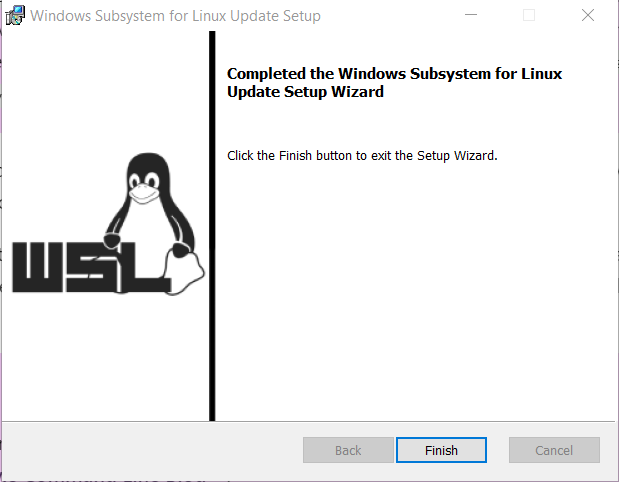 Windows Subsystem for Linux Update Setup
Completed the Windows Subsystem for Linux
Update Setup Wizard
Click the Finish button to exit the Setup Wizard.
WSL
Back
Finish
Cancel